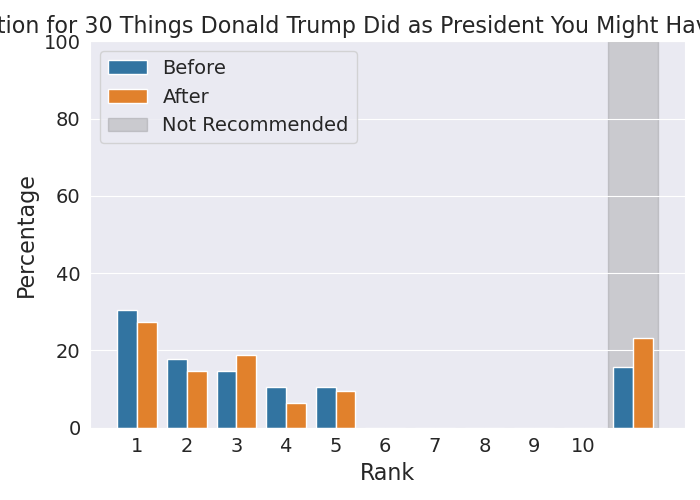 tion for 30 Things Donald Trump Did as President You Might Hav
100
80
60
40
20
0
Percentage
Before
After
Not Recommended
1 2 3 4 5 6 7 8 9 10
Rank